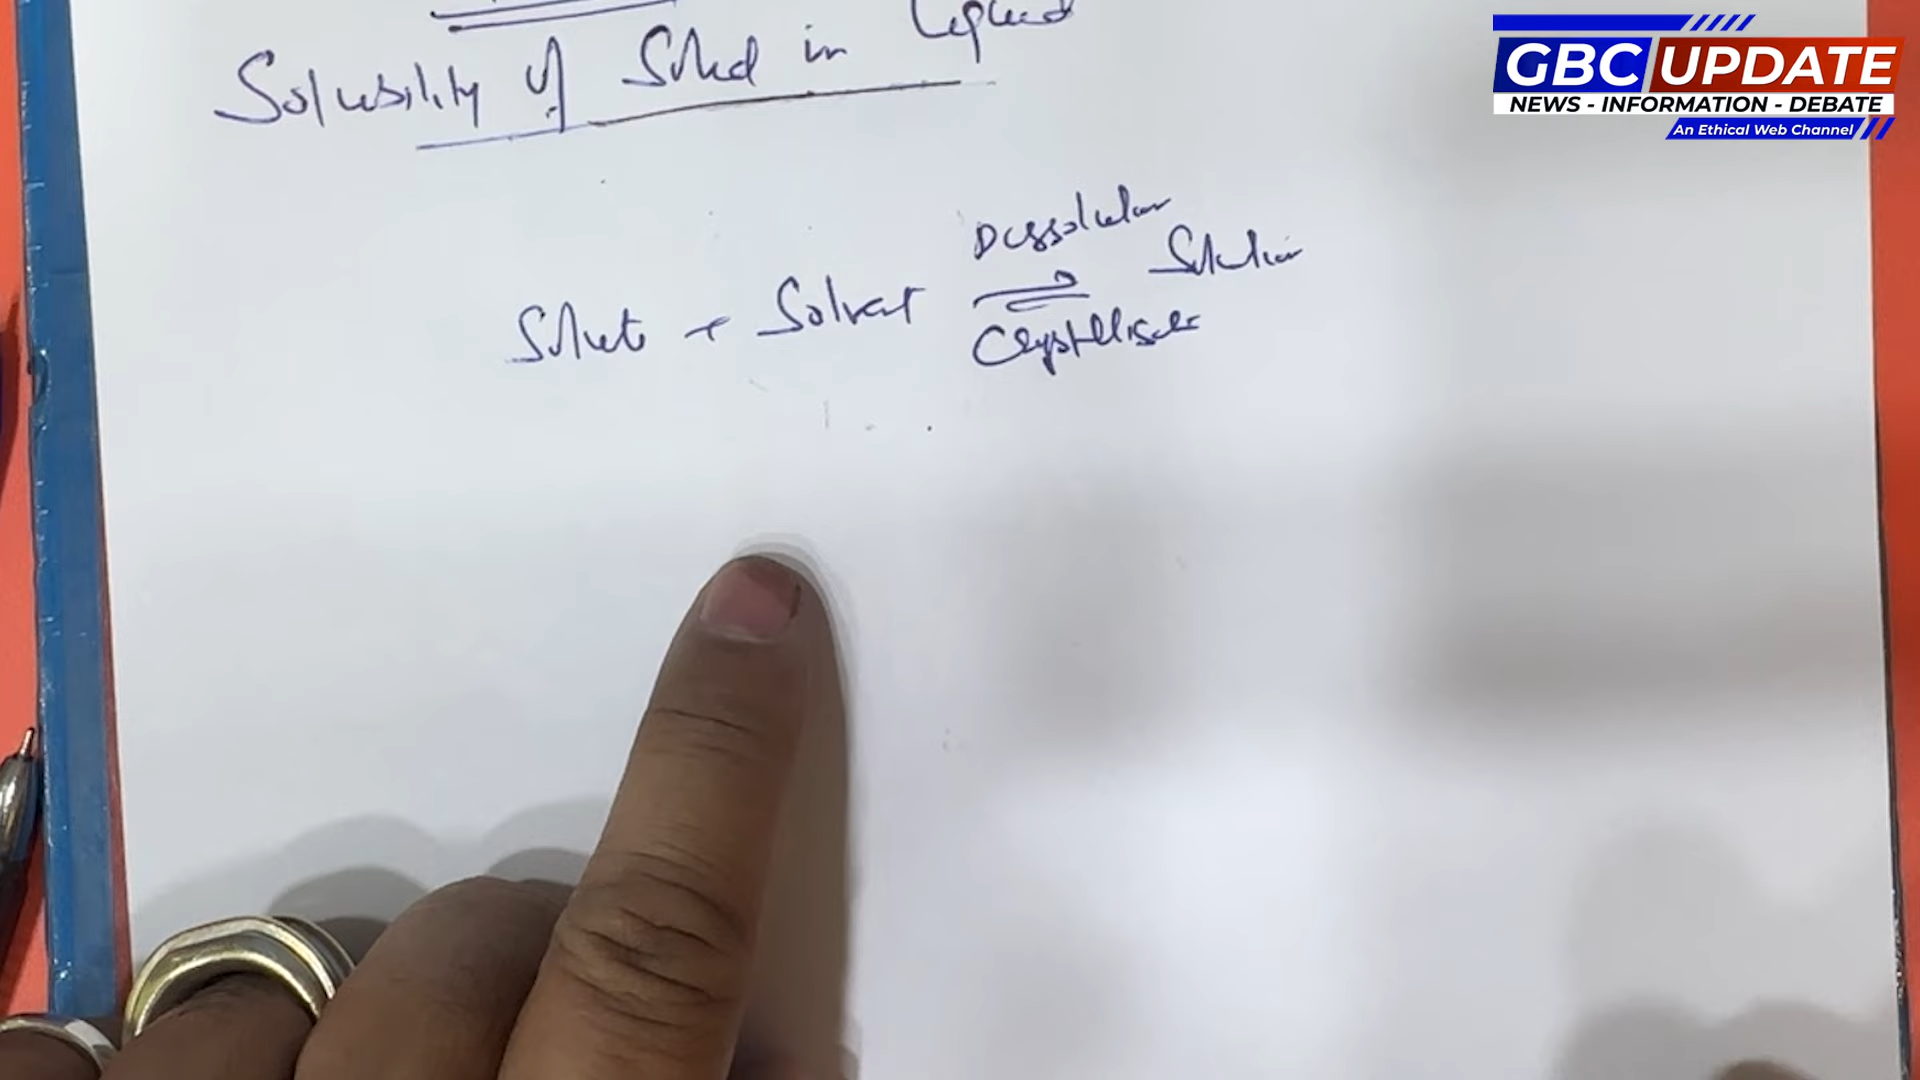 Solubility of Solid in Liquid
Dissolution
Solute + Solvent ⇌ Solution
Crystallisation
GBC UPDATE
NEWS - INFORMATION - DEBATE
An Ethical Web Channel